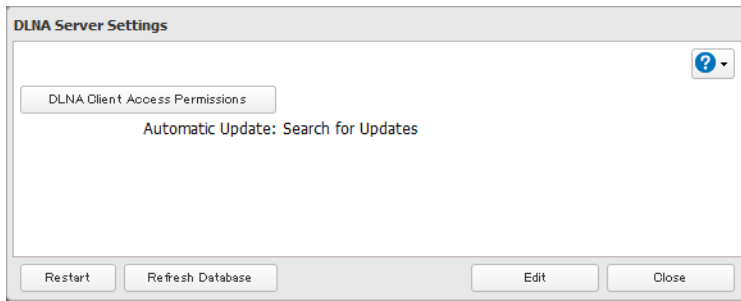 DLNA Server Settings
?
DLNA Client Access Permissions
Automatic Update: Search for Updates
Restart Refresh Database Edit Close